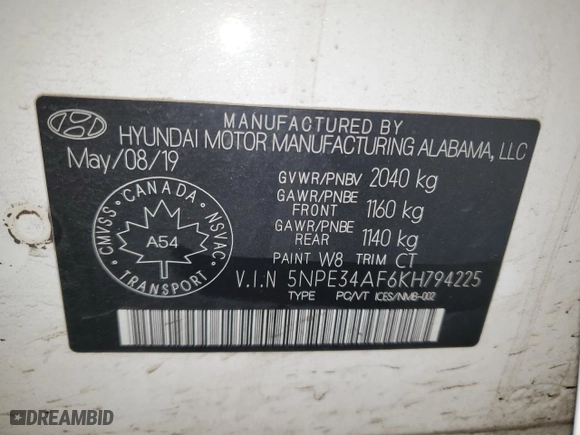 MANUFACTURED BY
HYUNDAI MOTOR MANUFACTURING ALABAMA, LLC
May/08/19
GVWR/PNBV 2040 kg
GAWR/PNBE FRONT 1160 kg
GAWR/PNBE REAR 1140 kg
PAINT W8 TRIM CT
CANADA
CMVSS NSVAC
A54
V.I.N 5NPE34AF6KH794225
TYPE PC/VT ICES/NMB-002
DREAMBID